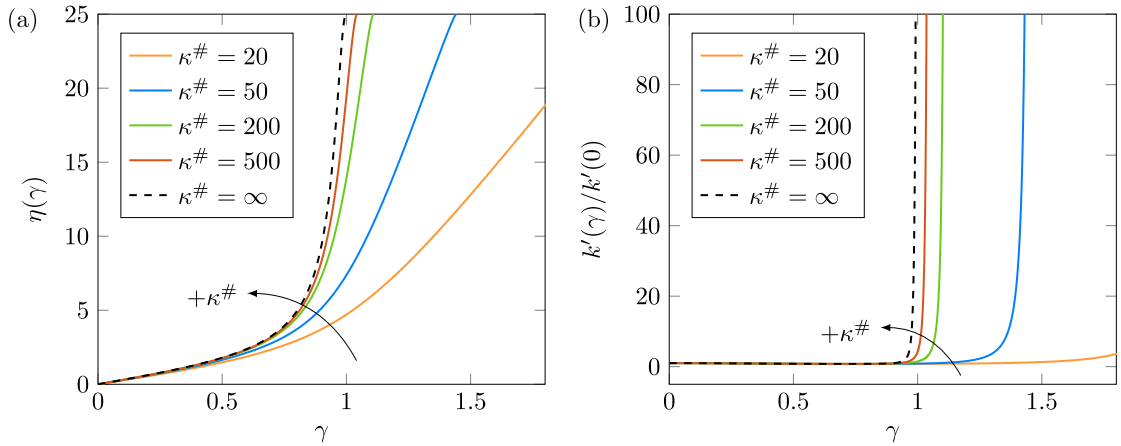 (a)
25
20
15
10
5
0
η(γ)
κ# = 20
κ# = 50
κ# = 200
κ# = 500
κ# = ∞
+κ#
0
0.5
1
1.5
γ
(b)
100
80
60
40
20
0
k′(γ)/k′(0)
κ# = 20
κ# = 50
κ# = 200
κ# = 500
κ# = ∞
+κ#
0
0.5
1
1.5
γ